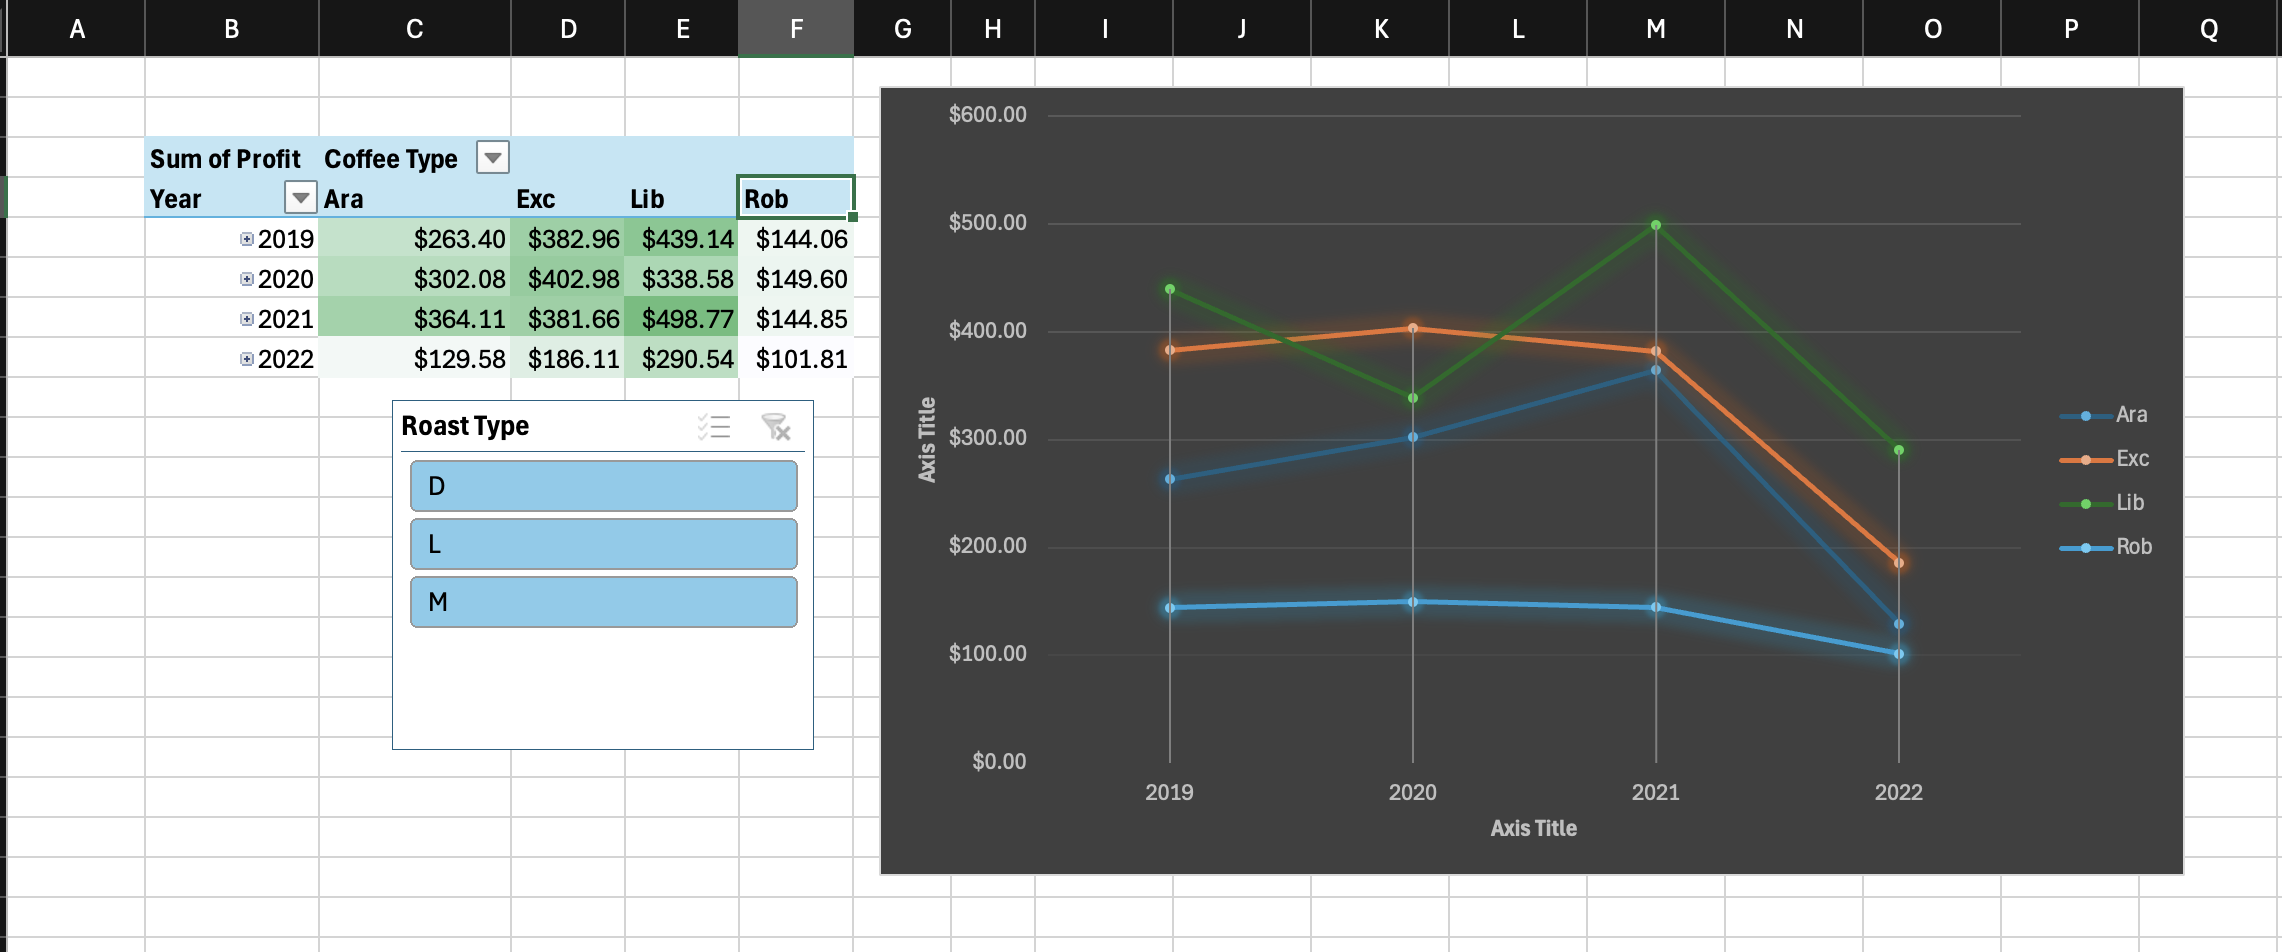 A B C D E F G H I J K L M N O P Q
Sum of Profit Coffee Type
Year Ara Exc Lib Rob
2019 $263.40 $382.96 $439.14 $144.06
2020 $302.08 $402.98 $338.58 $149.60
2021 $364.11 $381.66 $498.77 $144.85
2022 $129.58 $186.11 $290.54 $101.81
Roast Type
D
L
M
$600.00
$500.00
$400.00
$300.00
$200.00
$100.00
$0.00
Axis Title
2019 2020 2021 2022
Axis Title
Ara
Exc
Lib
Rob